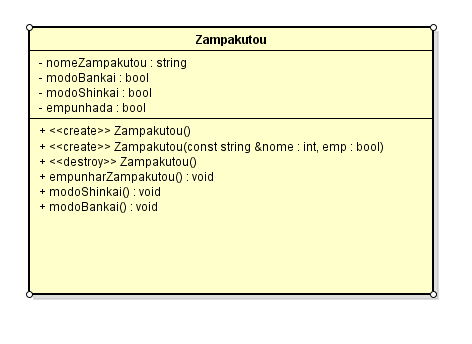 Zampakutou
- nomeZampakutou : string
- modoBankai : bool
- modoShinkai : bool
- empunhada : bool
+ <<create>> Zampakutou()
+ <<create>> Zampakutou(const string &nome : int, emp : bool)
+ <<destroy>> Zampakutou()
+ empunharZampakutou() : void
+ modoShinkai() : void
+ modoBankai() : void